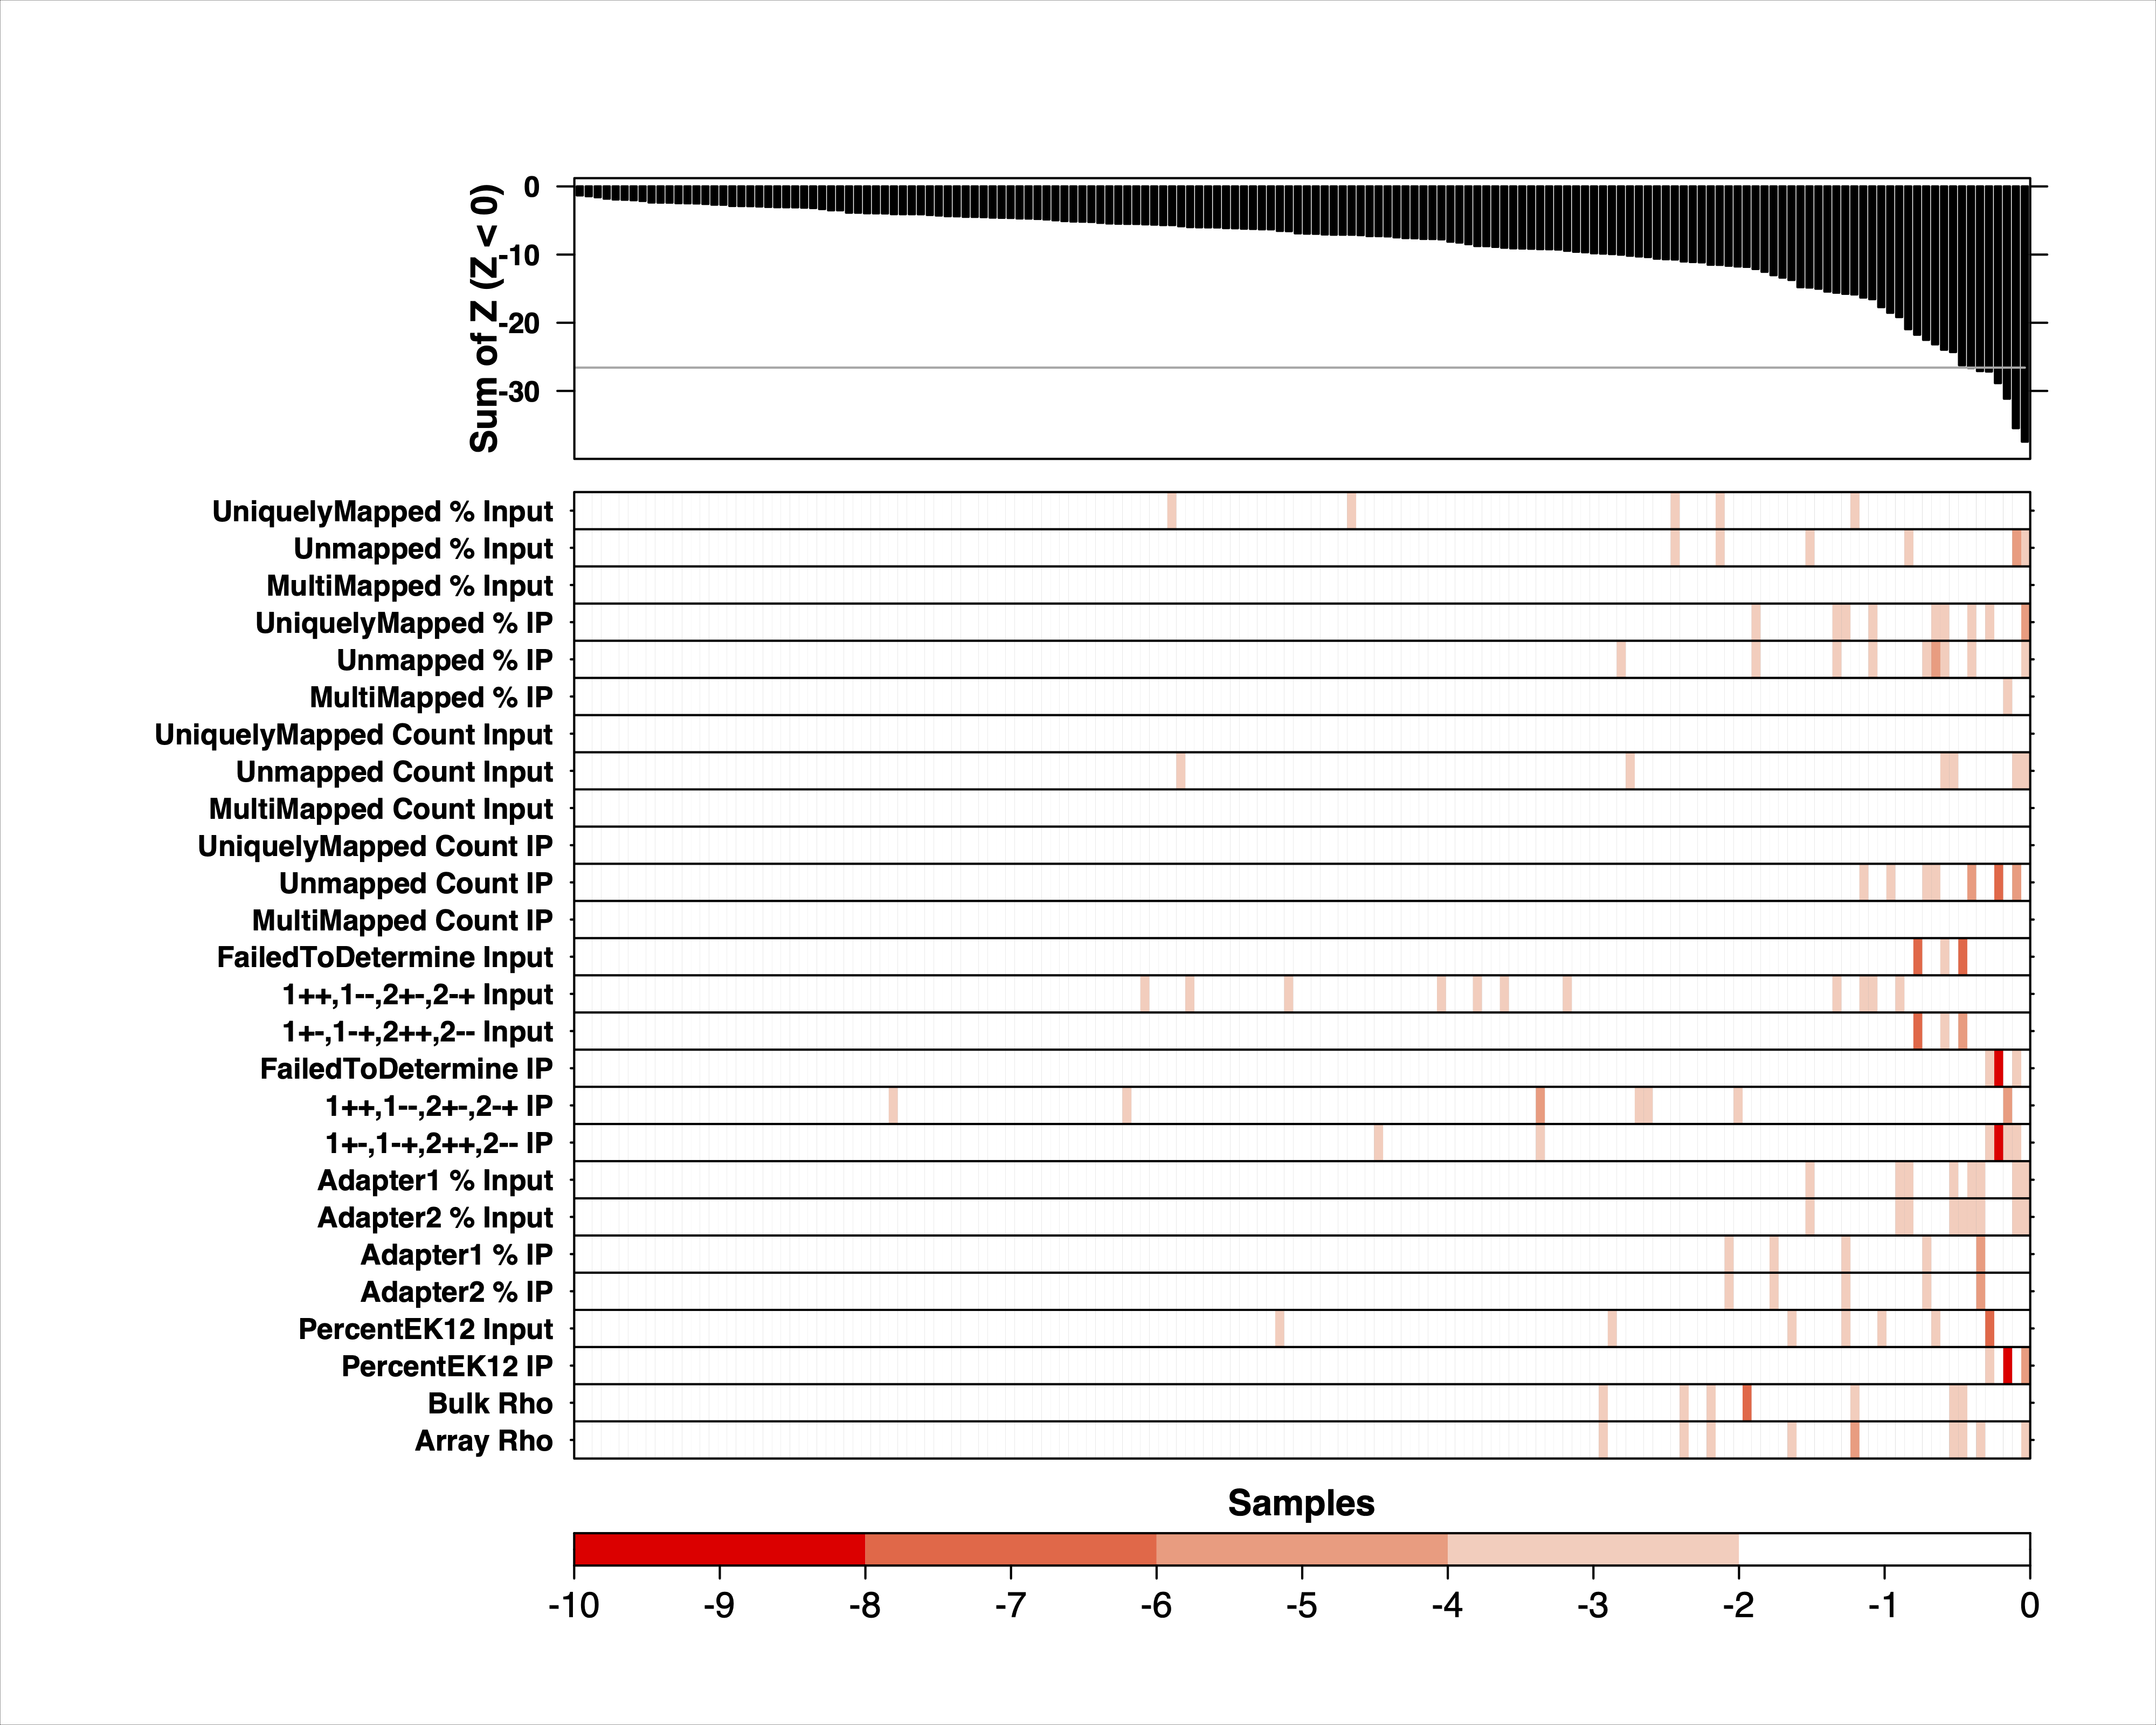 Sum of Z (Z < 0)
0
-10
-20
-30
UniquelyMapped % Input
Unmapped % Input
MultiMapped % Input
UniquelyMapped % IP
Unmapped % IP
MultiMapped % IP
UniquelyMapped Count Input
Unmapped Count Input
MultiMapped Count Input
UniquelyMapped Count IP
Unmapped Count IP
MultiMapped Count IP
FailedToDetermine Input
1++,1--,2+-,2-+ Input
1+-,1-+,2++,2-- Input
FailedToDetermine IP
1++,1--,2+-,2-+ IP
1+-,1-+,2++,2-- IP
Adapter1 % Input
Adapter2 % Input
Adapter1 % IP
Adapter2 % IP
PercentEK12 Input
PercentEK12 IP
Bulk Rho
Array Rho
Samples
-10 -9 -8 -7 -6 -5 -4 -3 -2 -1 0